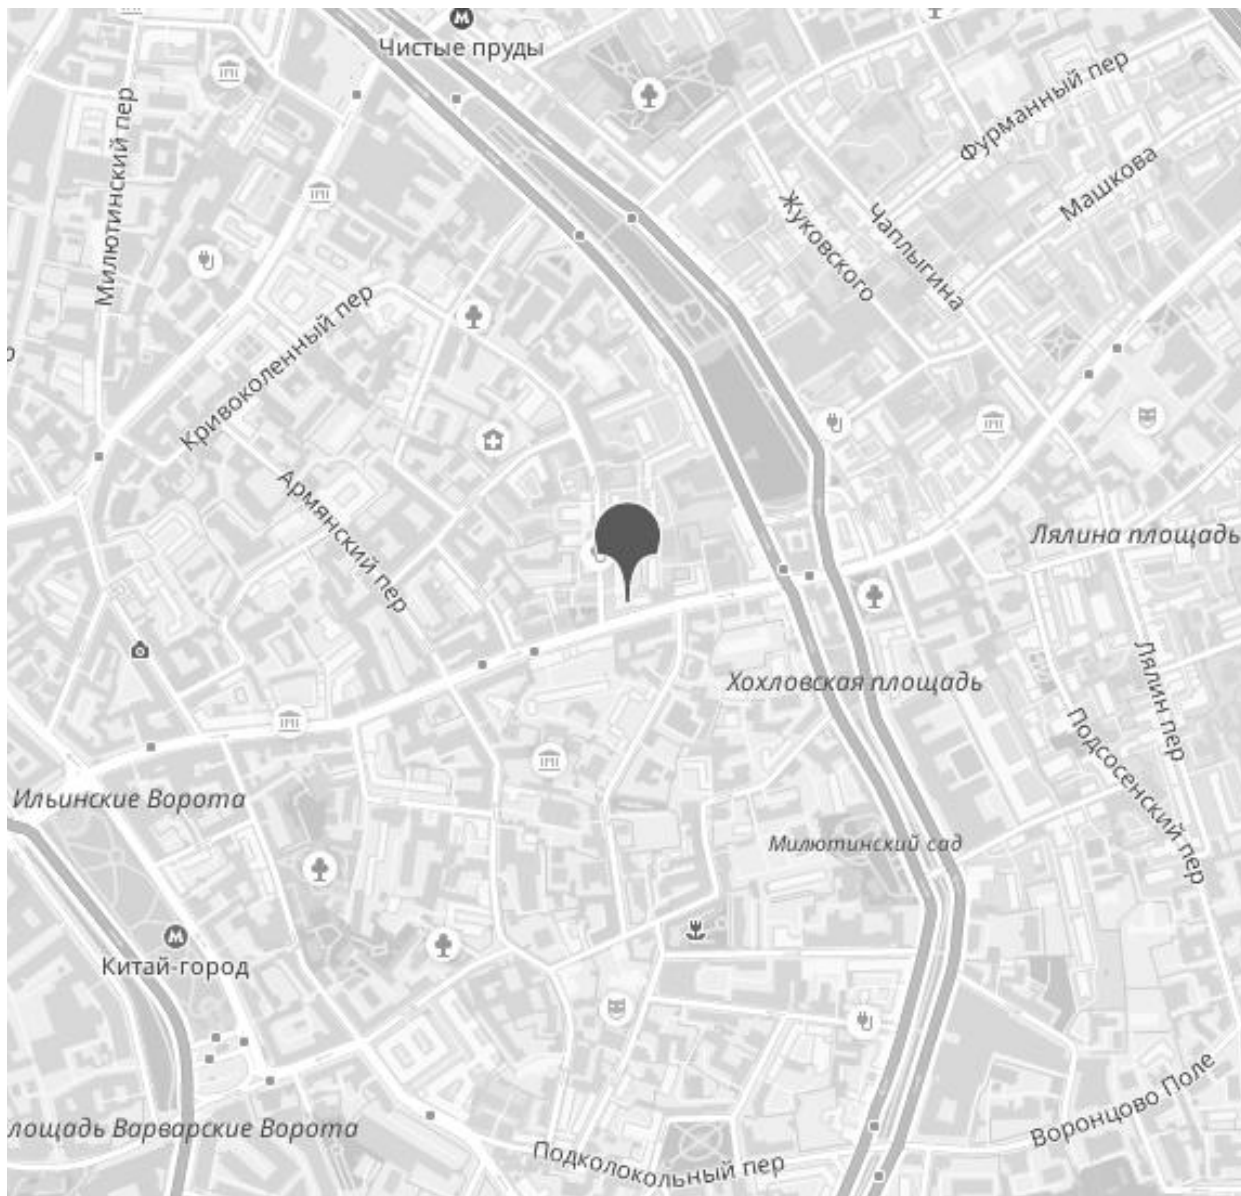 Чистые пруды
Фурманный пер
Милютинский пер
Машкова
Жуковского
Чаплыгина
Кривоколенный пер
Армянский пер
Лялина площадь
Хохловская площадь
Лялин пер
Подсосенский пер
Ильинские Ворота
Милютинский сад
Китай-город
Воронцово Поле
лощадь Варварские Ворота
Подколокольный пер